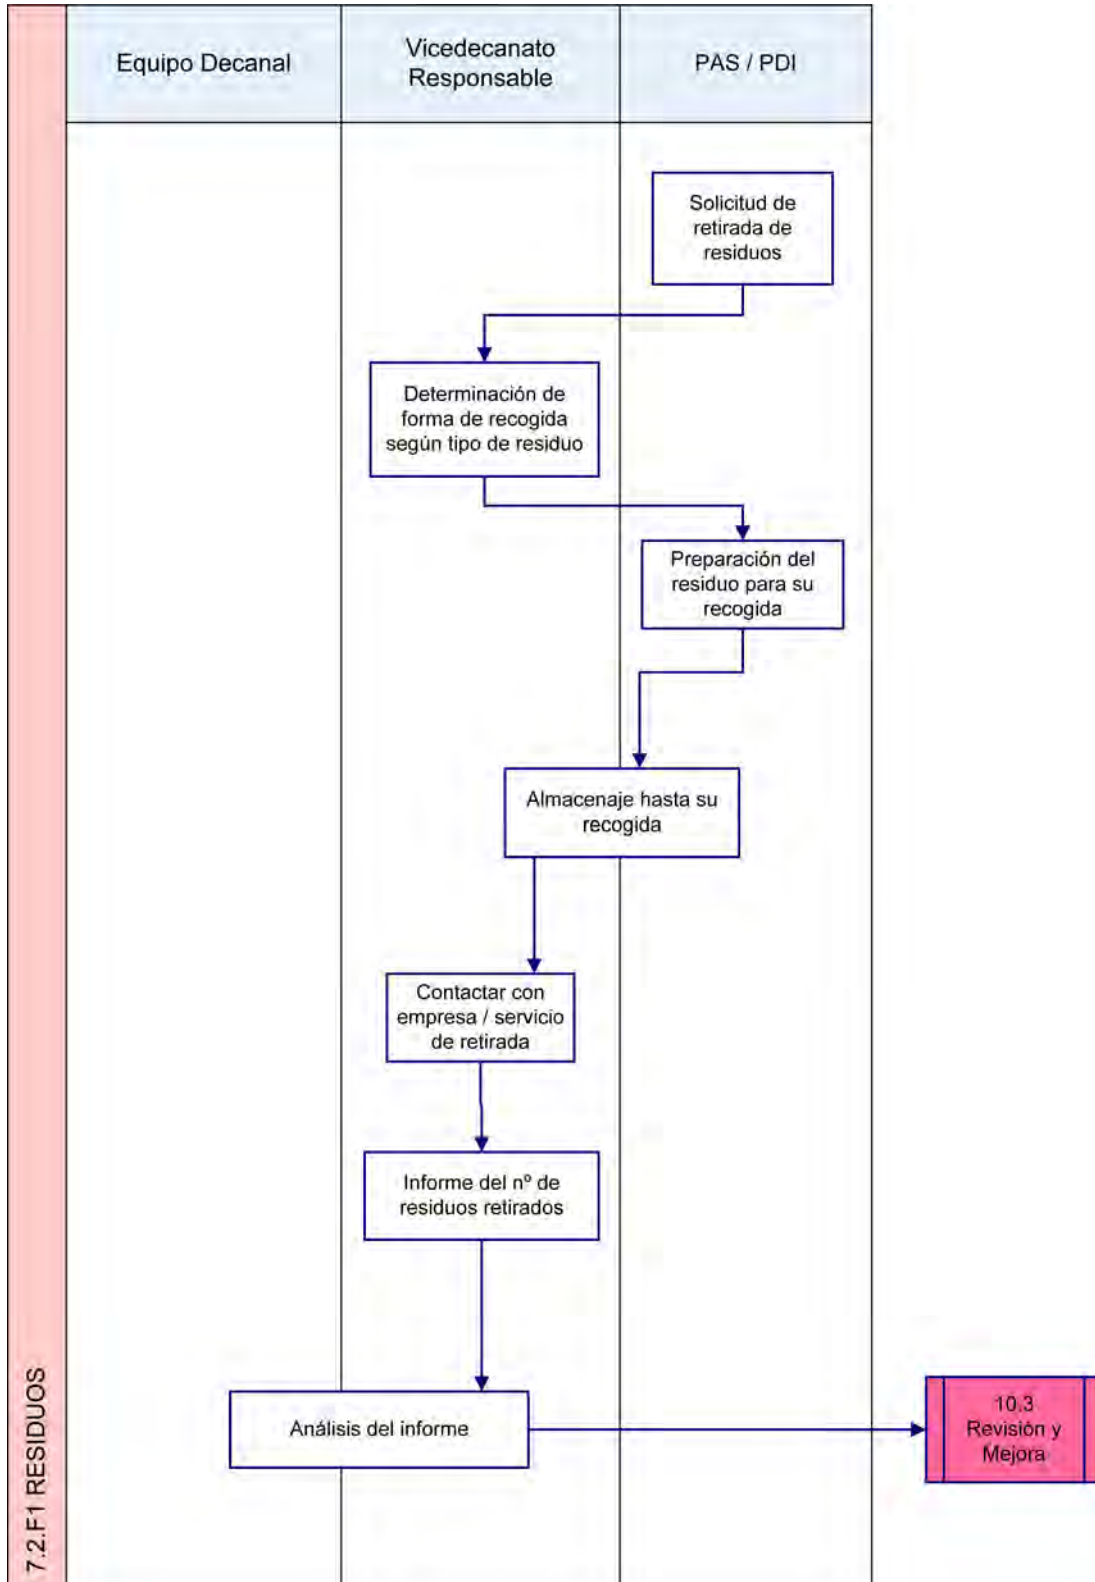 Equipo Decanal
Vicedecanato
Responsable
PAS / PDI
Solicitud de
retirada de
residuos
Determinación de
forma de recogida
según tipo de residuo
Preparación del
residuo para su
recogida
Almacenaje hasta su
recogida
Contactar con
empresa / servicio
de retirada
Informe del nº de
residuos retirados
Análisis del informe
10.3
Revisión y
Mejora
7.2.F1 RESIDUOS